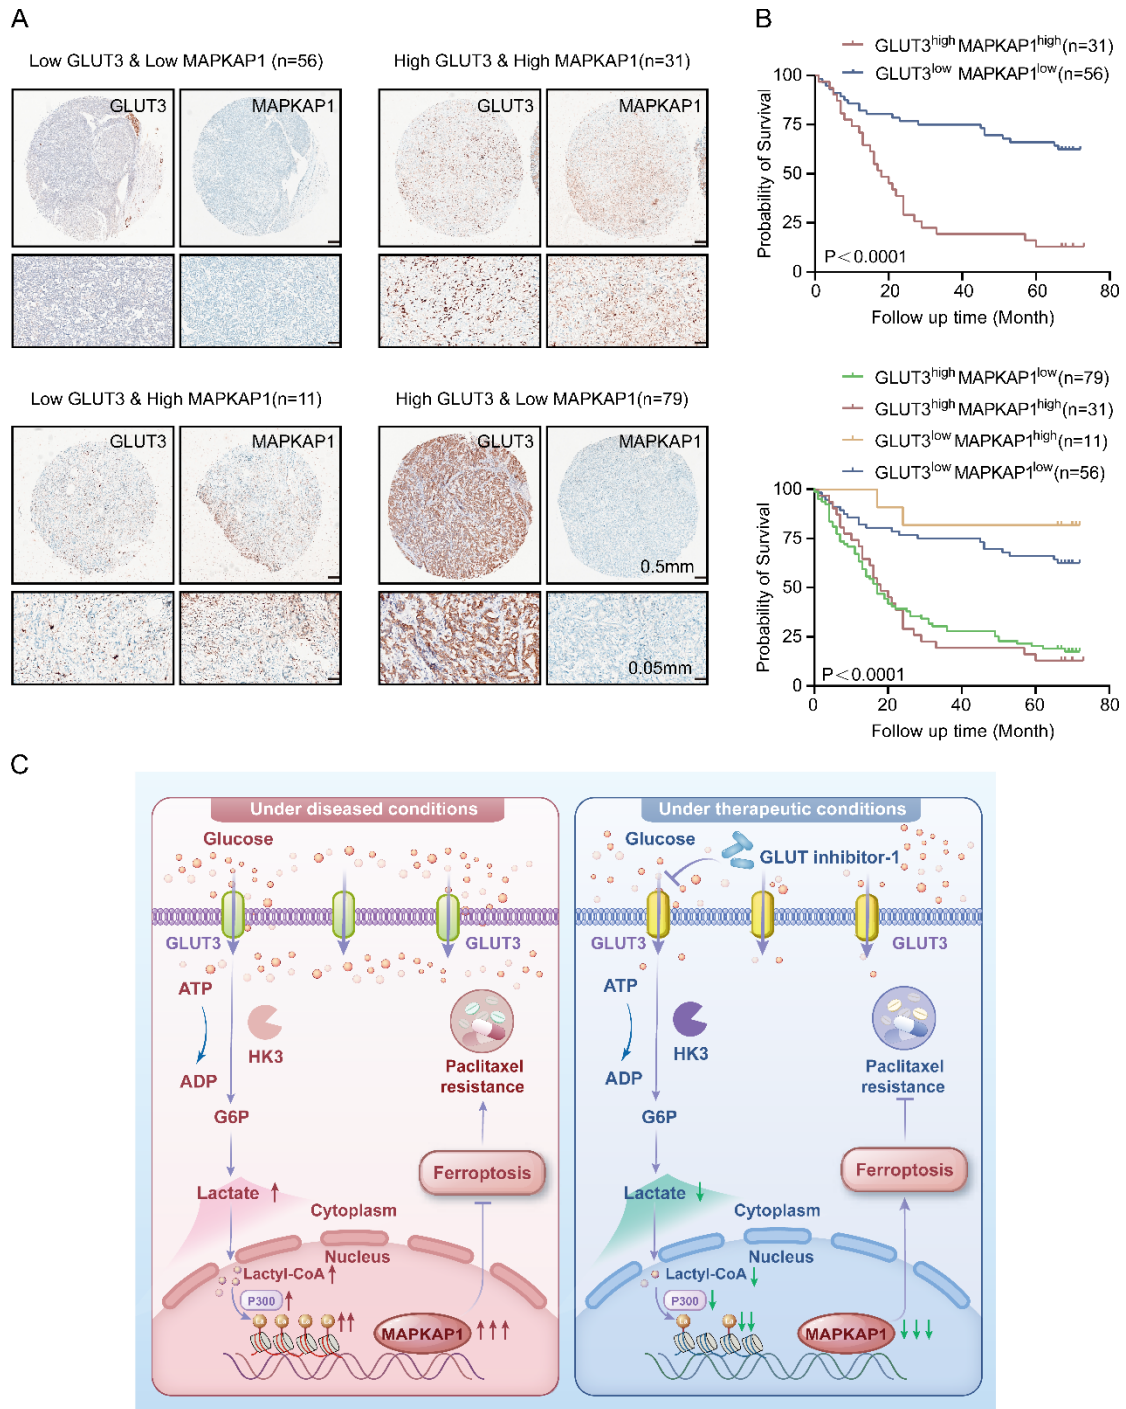 A
Low GLUT3 & Low MAPKAP1 (n=56)
High GLUT3 & High MAPKAP1(n=31)
GLUT3
MAPKAP1
GLUT3
MAPKAP1
Low GLUT3 & High MAPKAP1(n=11)
High GLUT3 & Low MAPKAP1(n=79)
GLUT3
MAPKAP1
GLUT3
MAPKAP1
0.5mm
0.05mm
B
GLUT3high MAPKAP1high(n=31)
GLUT3low MAPKAP1low(n=56)
Probability of Survival
100
75
50
25
0
P<0.0001
0 20 40 60 80
Follow up time (Month)
GLUT3high MAPKAP1low(n=79)
GLUT3high MAPKAP1high(n=31)
GLUT3low MAPKAP1high(n=11)
GLUT3low MAPKAP1low(n=56)
Probability of Survival
100
75
50
25
0
P<0.0001
0 20 40 60 80
Follow up time (Month)
C
Under diseased conditions
Glucose
GLUT3
GLUT3
ATP
HK3
ADP
Paclitaxel
resistance
G6P
Ferroptosis
Lactate
Cytoplasm
Nucleus
Lactyl-CoA
P300
La La La La
MAPKAP1
Under therapeutic conditions
Glucose
GLUT inhibitor-1
GLUT3
GLUT3
ATP
HK3
ADP
Paclitaxel
resistance
G6P
Ferroptosis
Lactate
Cytoplasm
Nucleus
Lactyl-CoA
P300
La La
MAPKAP1